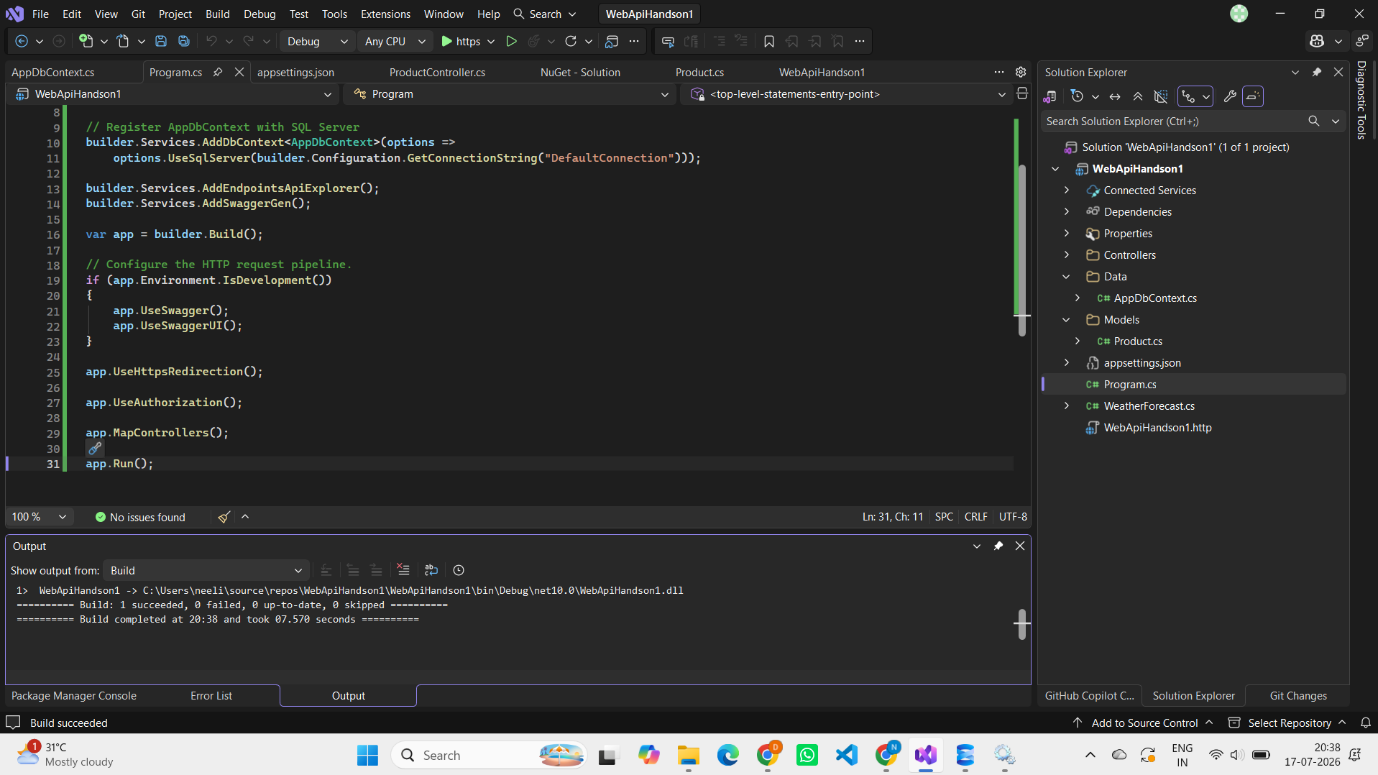 File Edit View Git Project Build Debug Test Tools Extensions Window Help Search WebApiHandson1
Debug Any CPU https
AppDbContext.cs Program.cs appsettings.json ProductController.cs NuGet - Solution Product.cs WebApiHandson1
WebApiHandson1 Program <top-level-statements-entry-point>
8
9 // Register AppDbContext with SQL Server
10 builder.Services.AddDbContext<AppDbContext>(options =>
11 options.UseSqlServer(builder.Configuration.GetConnectionString("DefaultConnection")));
12
13 builder.Services.AddEndpointsApiExplorer();
14 builder.Services.AddSwaggerGen();
15
16 var app = builder.Build();
17
18 // Configure the HTTP request pipeline.
19 if (app.Environment.IsDevelopment())
20 {
21 app.UseSwagger();
22 app.UseSwaggerUI();
23 }
24
25 app.UseHttpsRedirection();
26
27 app.UseAuthorization();
28
29 app.MapControllers();
30
31 app.Run();
100 % No issues found Ln: 31, Ch: 11 SPC CRLF UTF-8
Output
Show output from: Build
1> WebApiHandson1 -> C:\Users\neeli\source\repos\WebApiHandson1\WebApiHandson1\bin\Debug\net10.0\WebApiHandson1.dll
========== Build: 1 succeeded, 0 failed, 0 up-to-date, 0 skipped ==========
========== Build completed at 20:38 and took 07.570 seconds ==========
Package Manager Console Error List Output
Solution Explorer
Search Solution Explorer (Ctrl+;)
Solution 'WebApiHandson1' (1 of 1 project)
WebApiHandson1
Connected Services
Dependencies
Properties
Controllers
Data
C# AppDbContext.cs
Models
C# Product.cs
appsettings.json
C# Program.cs
C# WeatherForecast.cs
WebApiHandson1.http
GitHub Copilot C... Solution Explorer Git Changes
Diagnostic Tools
Build succeeded Add to Source Control Select Repository
1 31°C
Mostly cloudy
Search
D
N
ENG
IN
20:38
17-07-2026